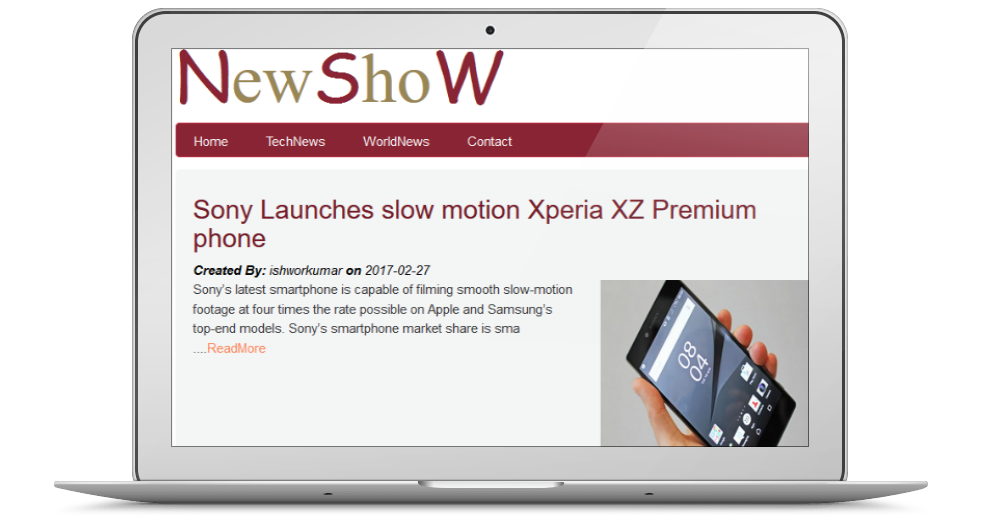 NewShoW
Home TechNews WorldNews Contact
Sony Launches slow motion Xperia XZ Premium
phone
Created By: ishworkumar on 2017-02-27
Sony's latest smartphone is capable of filming smooth slow-motion
footage at four times the rate possible on Apple and Samsung's
top-end models. Sony's smartphone market share is sma
....ReadMore
08
04